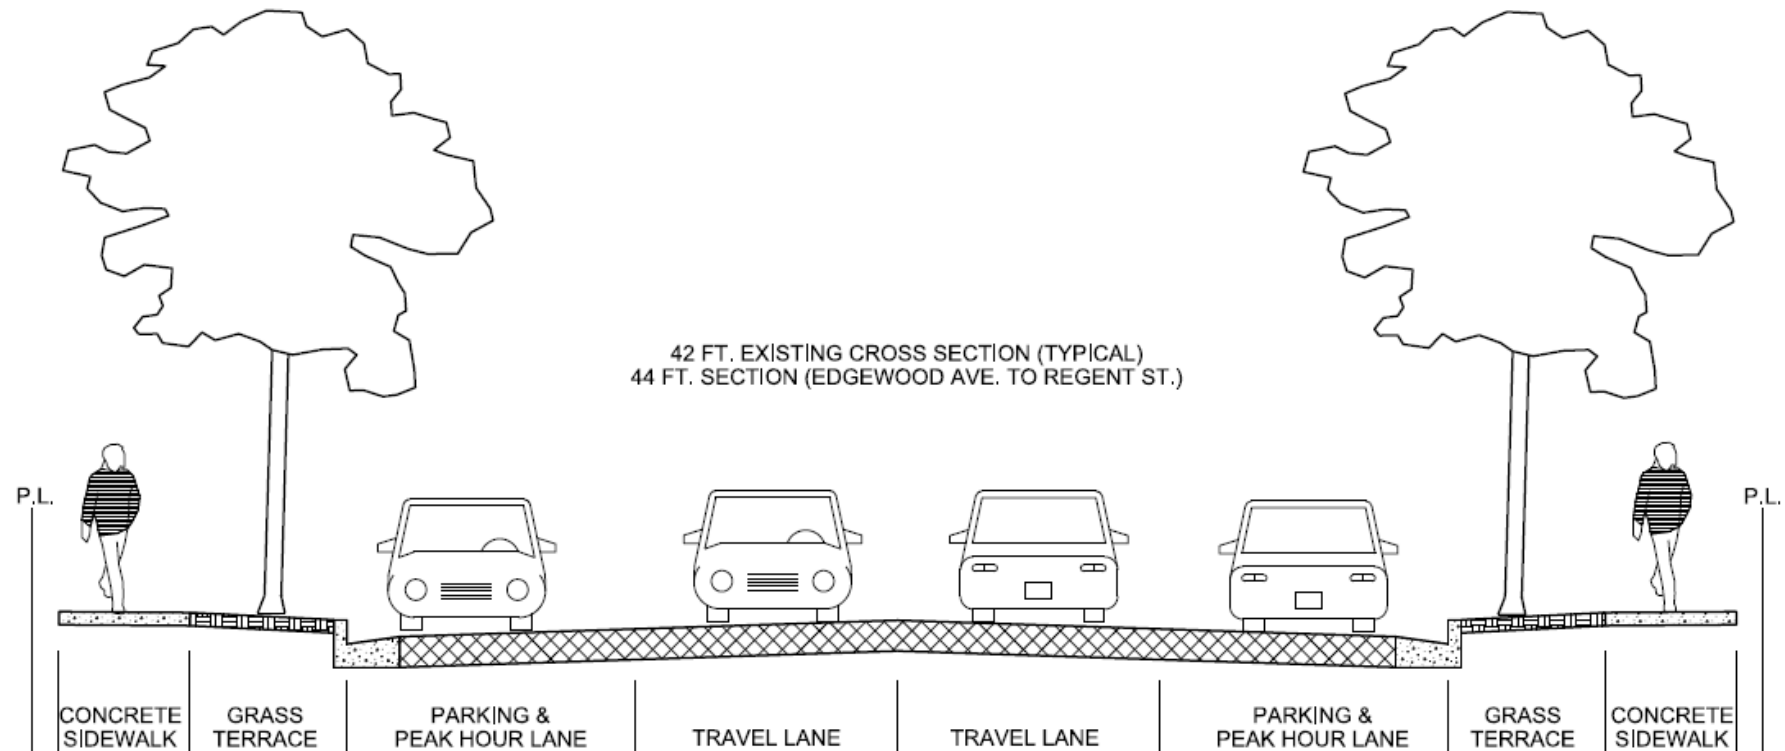 42 FT. EXISTING CROSS SECTION (TYPICAL)
44 FT. SECTION (EDGEWOOD AVE. TO REGENT ST.)
P.L.
P.L.
CONCRETE
SIDEWALK
GRASS
TERRACE
PARKING &
PEAK HOUR LANE
TRAVEL LANE
TRAVEL LANE
PARKING &
PEAK HOUR LANE
GRASS
TERRACE
CONCRETE
SIDEWALK